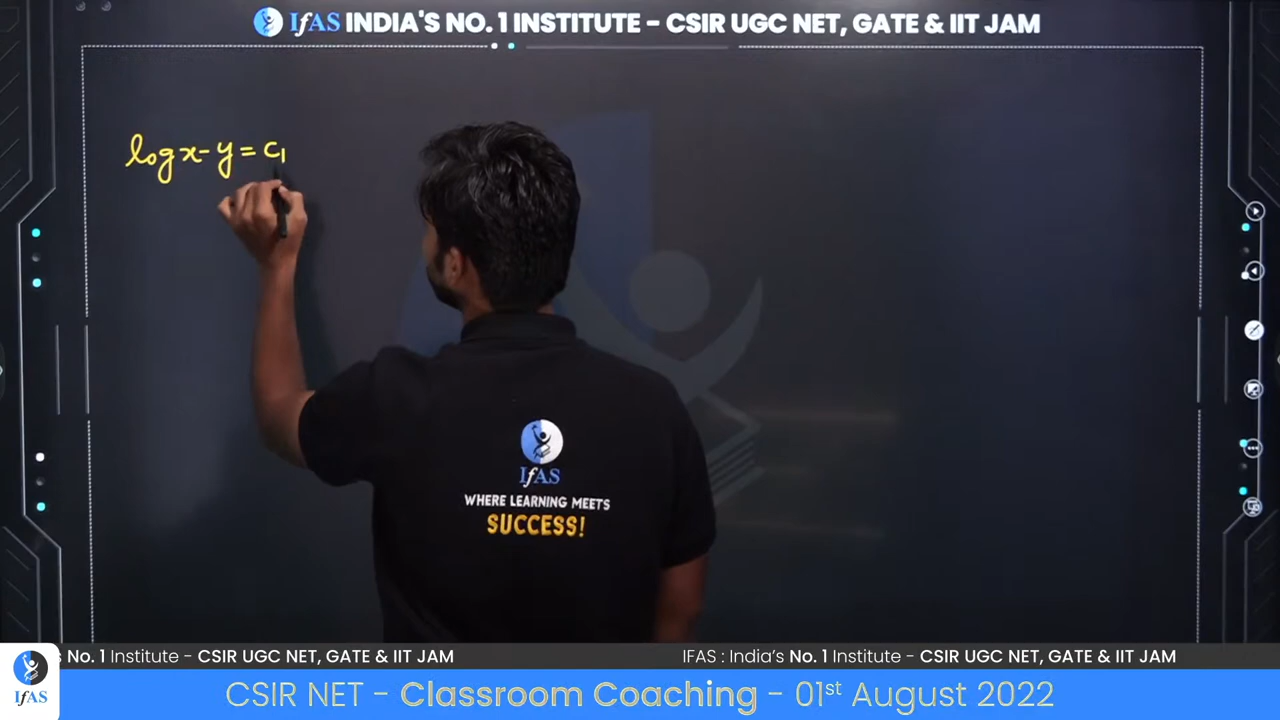 IfAS INDIA'S NO. 1 INSTITUTE - CSIR UGC NET, GATE & IIT JAM
log x - y = c₁
IfAS
WHERE LEARNING MEETS
SUCCESS!
No. 1 Institute - CSIR UGC NET, GATE & IIT JAM
IFAS : India's No. 1 Institute - CSIR UGC NET, GATE & IIT JAM
IfAS
CSIR NET - Classroom Coaching - 01st August 2022